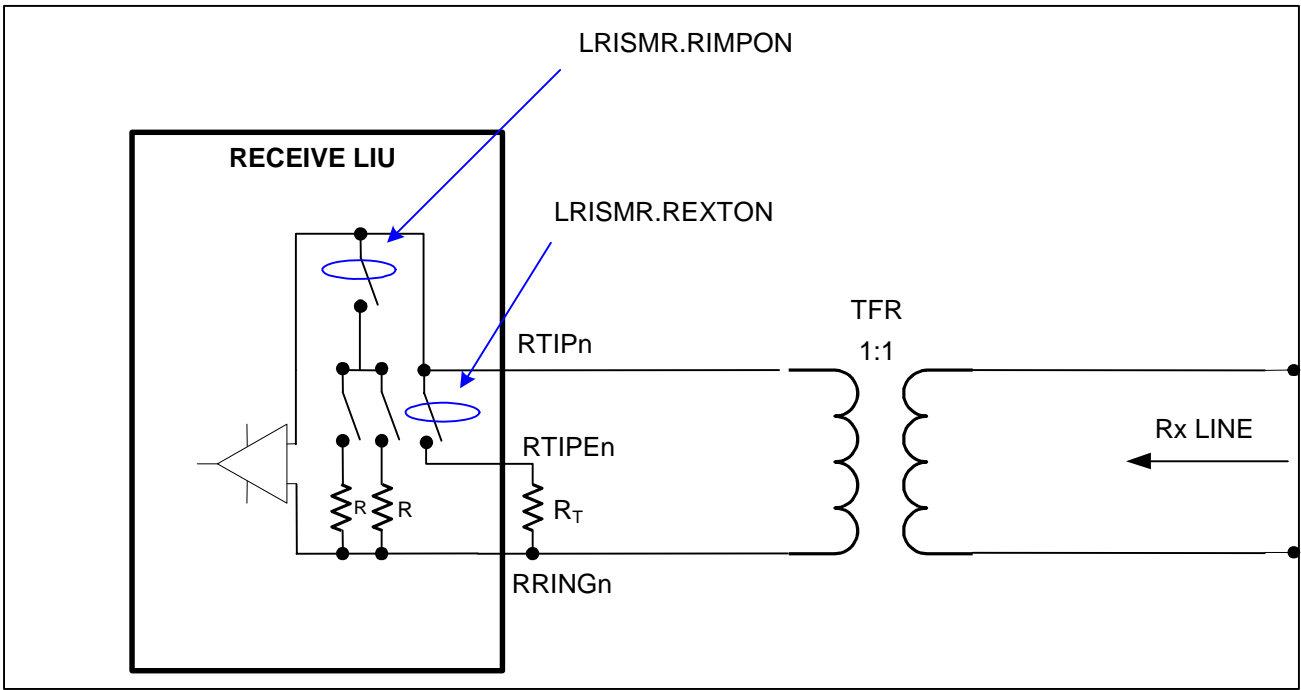 LRISMR.RIMPON
RECEIVE LIU
LRISMR.REXTON
TFR
1:1
RTIPn
Rx LINE
RTIPEn
R
R
RT
RRINGn